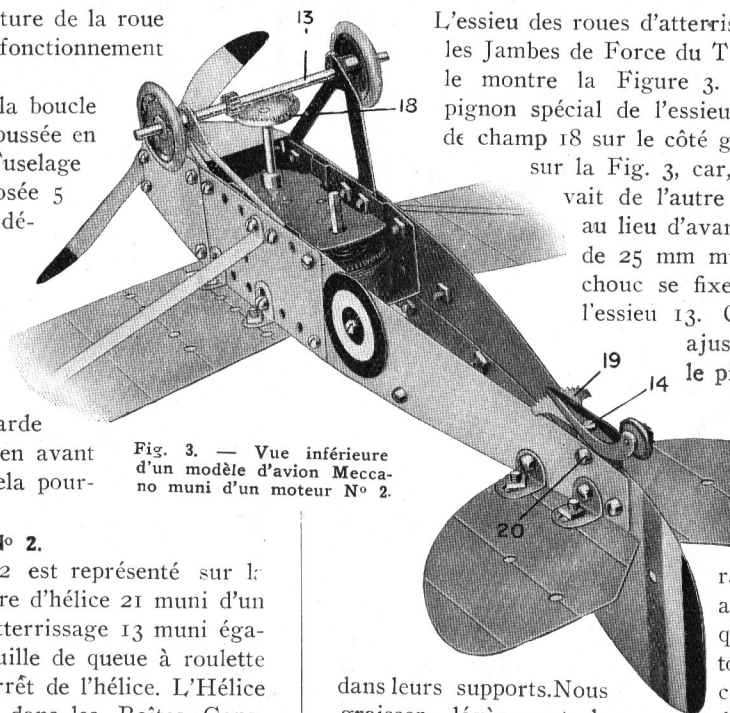 ture de la roue
fonctionnement
la boucle
oussée en
fuselage
osée 5
dé-
arde
en avant
ela pour-
N° 2.
2 est représenté sur
re d'hélice 21 muni d'un
tterrissage 13 muni éga-
uille de queue à roulette
rrêt de l'hélice. L'Hélice
13
18
19
14
20
Fig. 3. — Vue inférieure
d'un modèle d'avion Mecca-
no muni d'un moteur N° 2.
dans leurs supports.Nous
L'essieu des roues d'atterris
les Jambes de Force du T
le montre la Figure 3.
pignon spécial de l'essieu
de champ 18 sur le côté g
sur la Fig. 3, car,
vait de l'autre
au lieu d'avan
de 25 mm m
chouc se fixe
l'essieu 13. C
ajus
le p
r
a
q
to
c